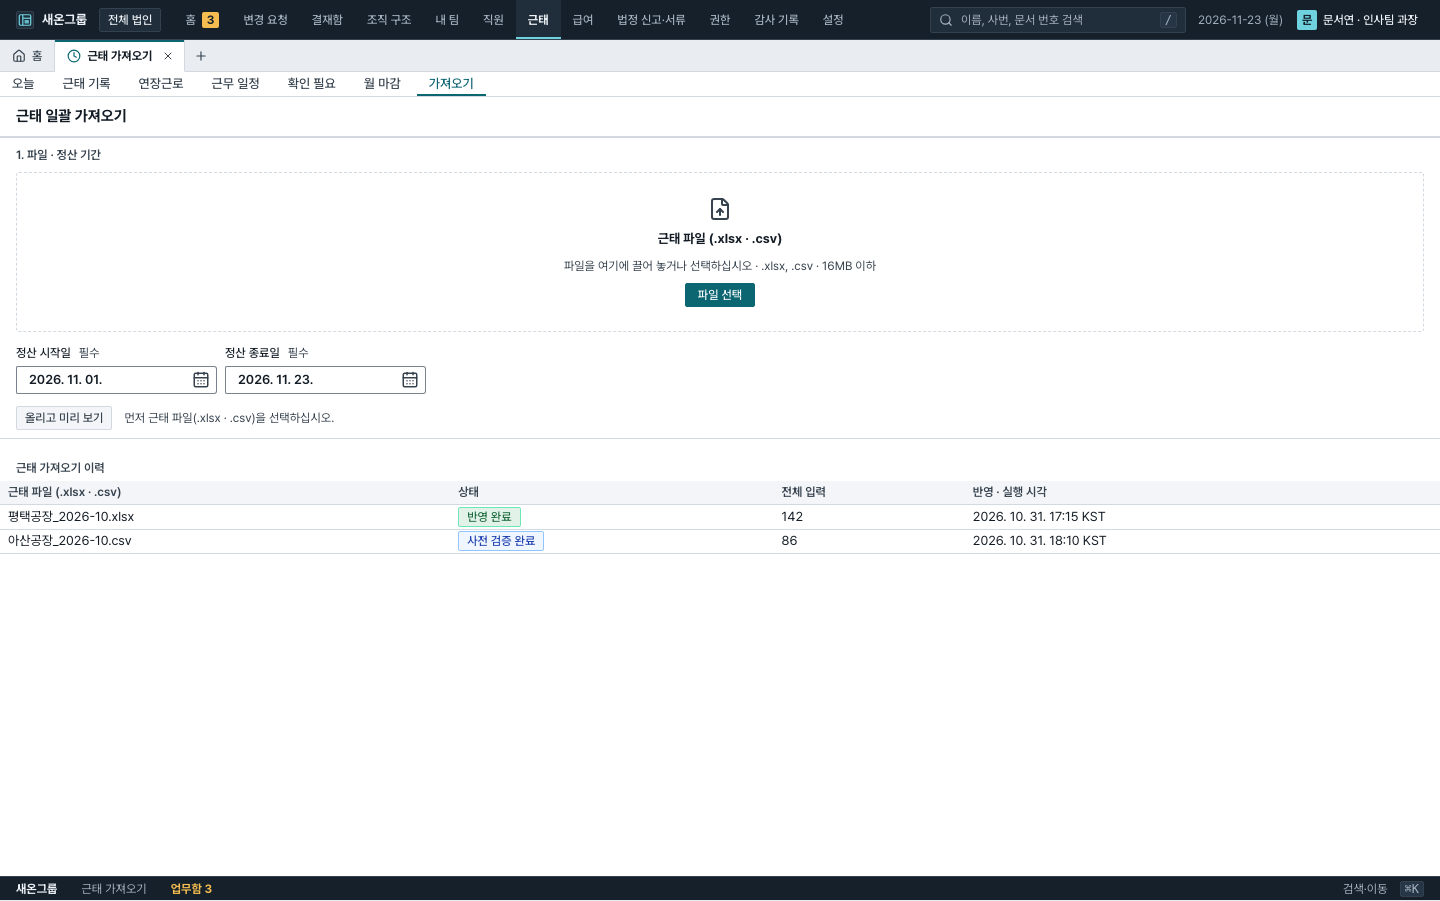 새온그룹 전체 법인 홈 3 변경 요청 결재함 조직 구조 내 팀 직원 근태 급여 법정 신고·서류 권한 감사 기록 설정 이름, 사번, 문서 번호 검색 / 2026-11-23 (월) 문 문서연 · 인사팀 과장
홈 근태 가져오기
오늘 근태 기록 연장근로 근무 일정 확인 필요 월 마감 가져오기
근태 일괄 가져오기
1. 파일 · 정산 기간
근태 파일 (.xlsx · .csv)
파일을 여기에 끌어 놓거나 선택하십시오 · .xlsx, .csv · 16MB 이하
파일 선택
정산 시작일 필수 정산 종료일 필수
2026. 11. 01. 2026. 11. 23.
올리고 미리 보기 먼저 근태 파일(.xlsx · .csv)을 선택하십시오.
근태 가져오기 이력
근태 파일 (.xlsx · .csv) 상태 전체 입력 반영 · 실행 시각
평택공장_2026-10.xlsx 반영 완료 142 2026. 10. 31. 17:15 KST
아산공장_2026-10.csv 사전 검증 완료 86 2026. 10. 31. 18:10 KST
새온그룹 근태 가져오기 업무함 3 검색·이동 ⌘K